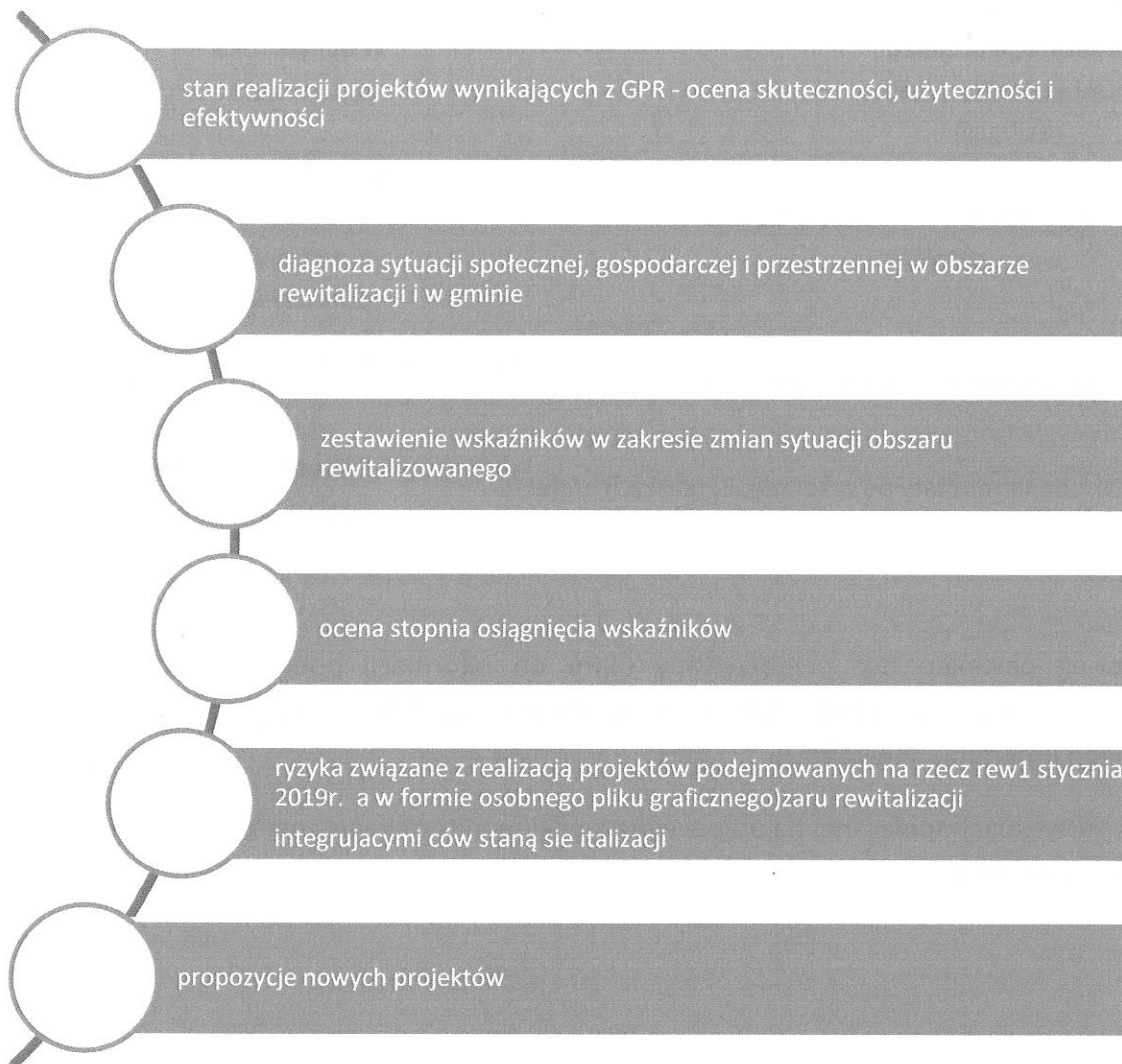 stan realizacji projektów wynikających z GPR - ocena skuteczności, użyteczności i
efektywności
diagnoza sytuacji społecznej, gospodarczej i przestrzennej w obszarze
rewitalizacji i w gminie
zestawienie wskaźników w zakresie zmian sytuacji obszaru
rewitalizowanego
ocena stopnia osiągnięcia wskaźników
ryzyka związane z realizacją projektów podejmowanych na rzecz rew1 stycznia
2019r. a w formie osobnego pliku graficznego)zaru rewitalizacji
integrujacymi ców staną sie italizacji
propozycje nowych projektów